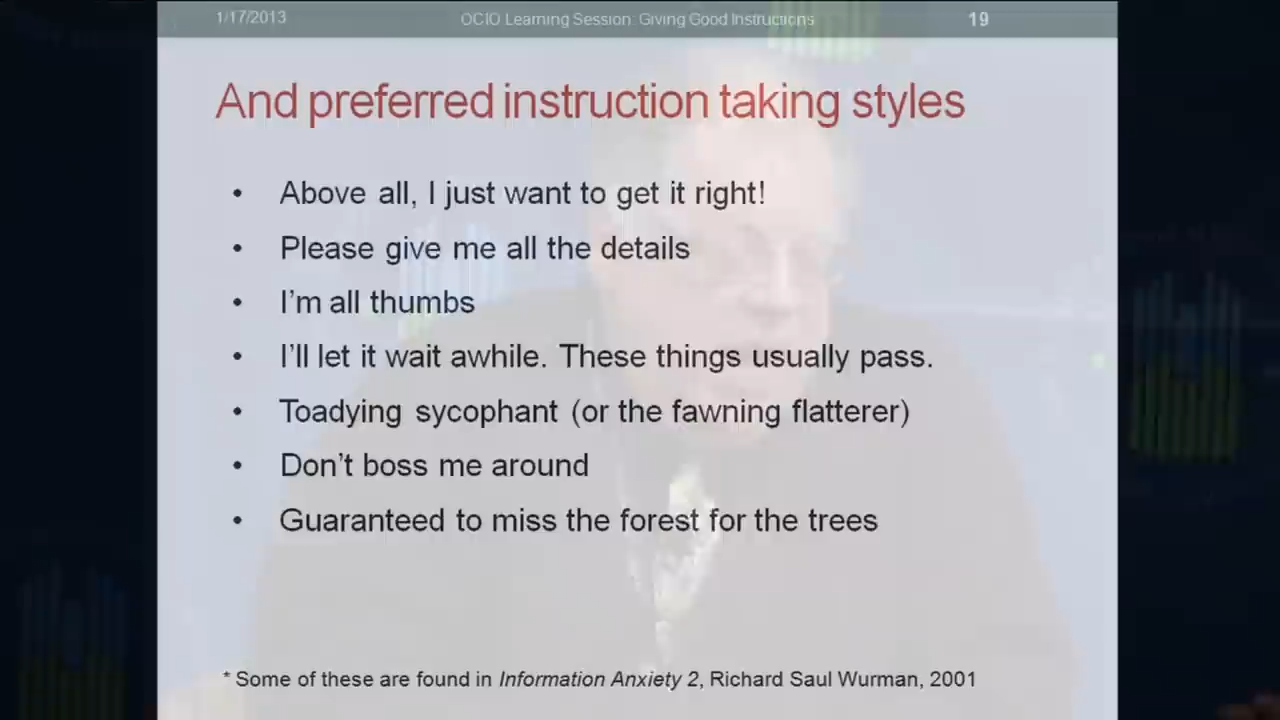 1/17/2013 OCIO Learning Session: Giving Good Instructions 19
And preferred instruction taking styles
• Above all, I just want to get it right!
• Please give me all the details
• I'm all thumbs
• I'll let it wait awhile. These things usually pass.
• Toadying sycophant (or the fawning flatterer)
• Don't boss me around
• Guaranteed to miss the forest for the trees
* Some of these are found in Information Anxiety 2, Richard Saul Wurman, 2001